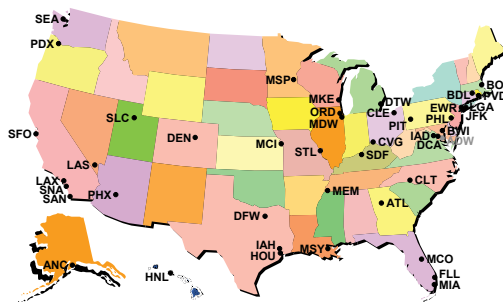 SEA
PDX
SFO
SLC
LAS
LAX
SNA
SAN
PHX
DEN
MSP
MCI
STL
MKE
ORD
MDW
DTW
CLE
PIT
CVG
SDF
BDL
BO
PVD
EWR
LGA
JFK
PHL
BWI
IAD
DCA
ADW
MEM
CLT
ATL
DFW
IAH
HOU
MSY
MCO
FLL
MIA
ANC
HNL